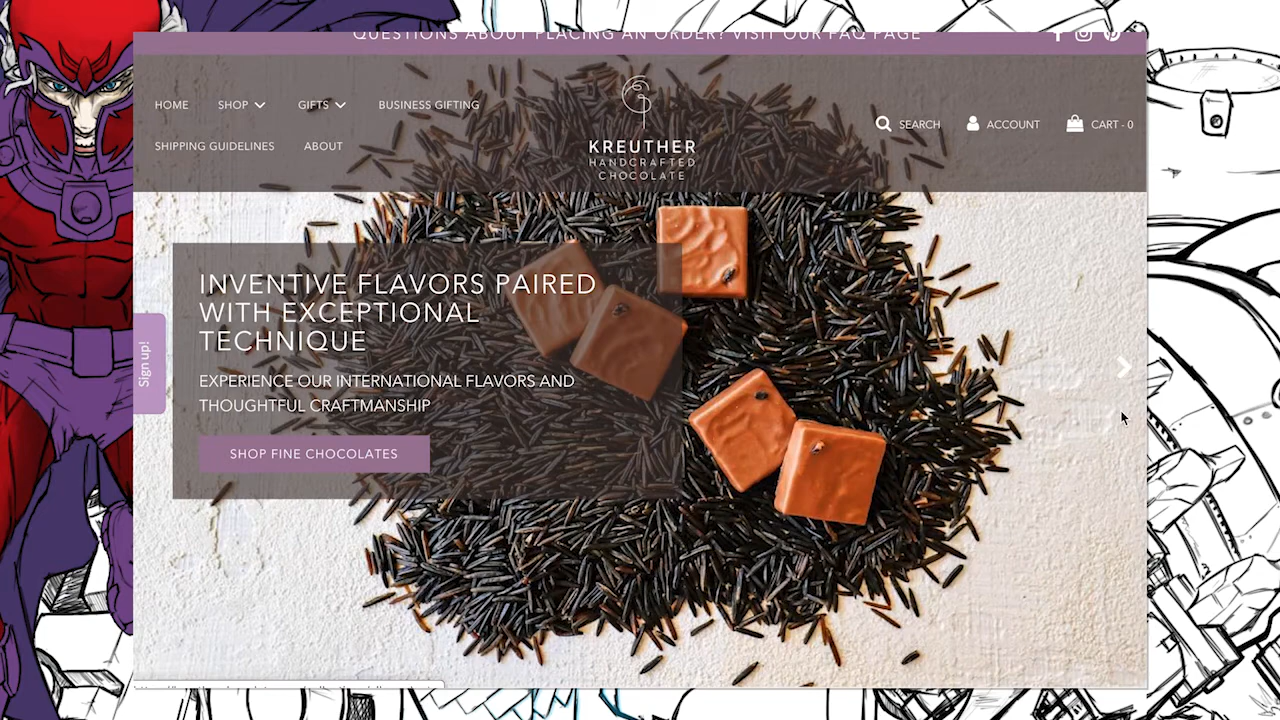 QUESTIONS ABOUT PLACING AN ORDER? VISIT OUR FAQ PAGE
HOME SHOP GIFTS BUSINESS GIFTING
SHIPPING GUIDELINES ABOUT
KREUTHER
HANDCRAFTED
CHOCOLATE
SEARCH ACCOUNT CART - 0
INVENTIVE FLAVORS PAIRED
WITH EXCEPTIONAL
TECHNIQUE
EXPERIENCE OUR INTERNATIONAL FLAVORS AND
THOUGHTFUL CRAFTMANSHIP
SHOP FINE CHOCOLATES
Sign up!